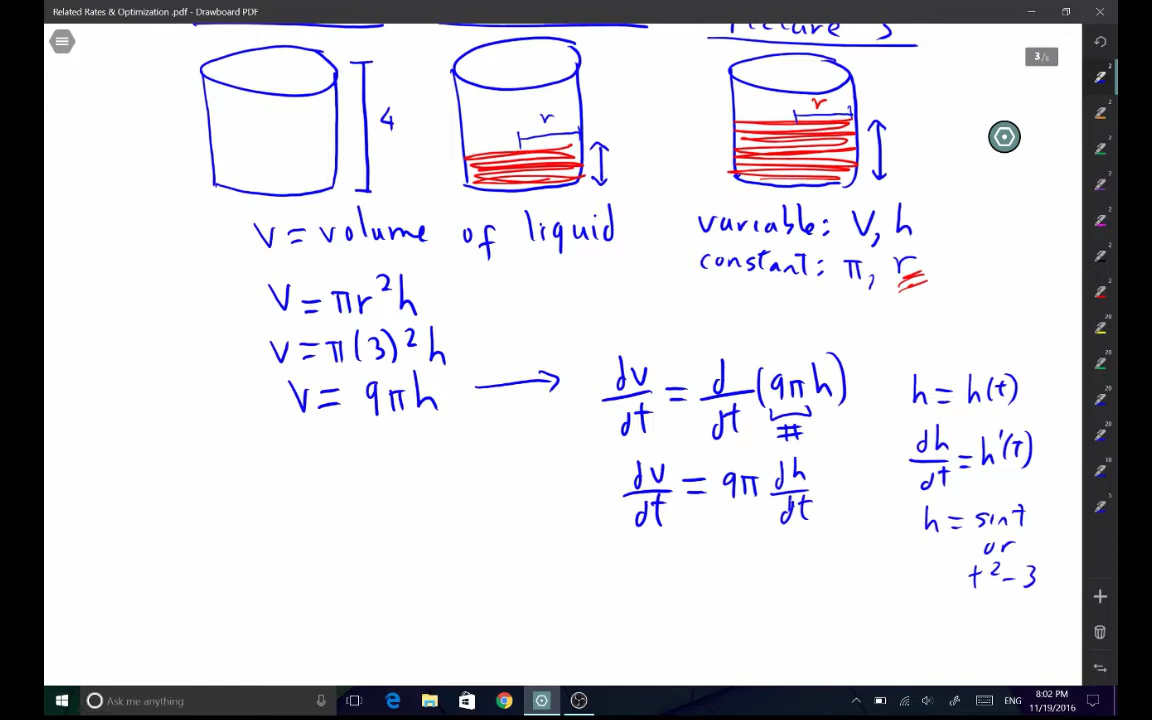 Related Rates & Optimization .pdf - Drawboard PDF
Picture 3
3/6
4
r
r
V = volume of liquid
variable: V, h
constant: π, r
V = πr²h
V = π(3)²h
V = 9πh
dv/dt = d/dt (9πh)
#
dv/dt = 9π dh/dt
h = h(t)
dh/dt = h'(t)
h = sin t
or
t² - 3
Ask me anything
ENG
8:02 PM
11/19/2016